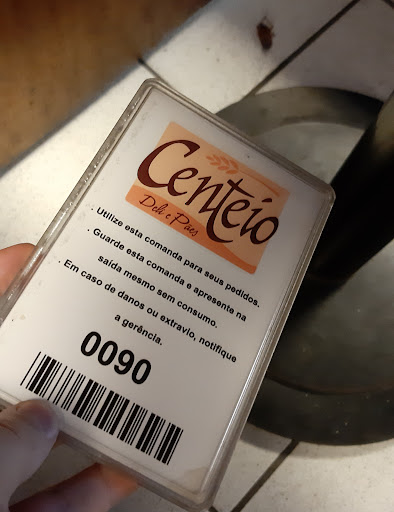 Centeio
Deli e Pães
. Utilize esta comanda para seus pedidos.
. Guarde esta comanda e apresente na
saída mesmo sem consumo.
. Em caso de danos ou extravio, notifique
a gerência.
0090